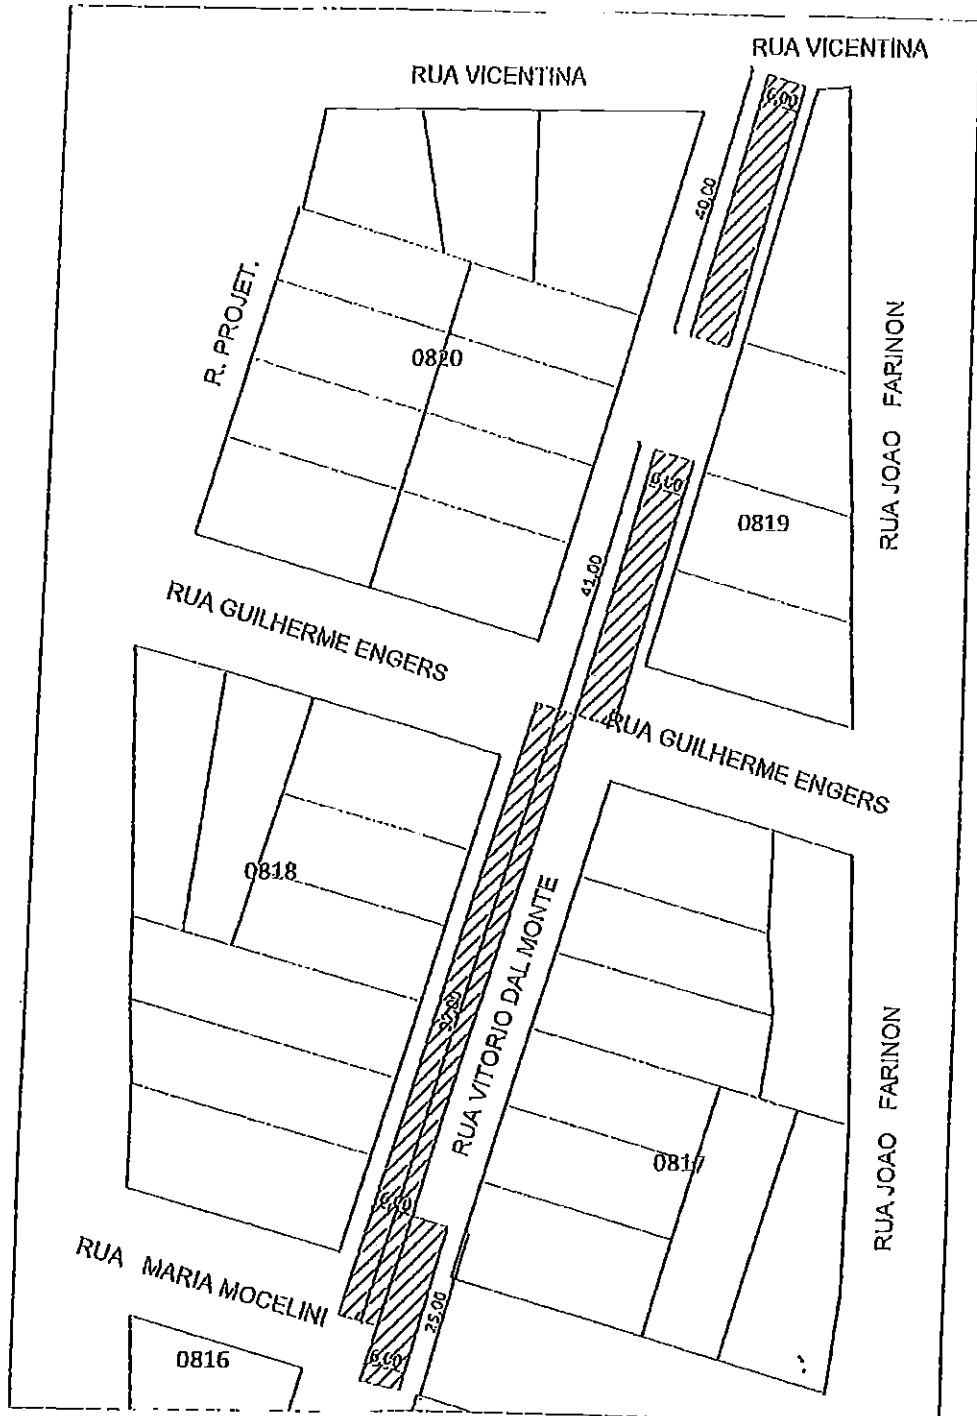 RUA VICENTINA
RUA VICENTINA
6,00
40,00
R. PROJET.
0820
RUA JOAO FARINON
6,00
0819
41,00
RUA GUILHERME ENGERS
RUA GUILHERME ENGERS
0818
RUA VITORIO DAL MONTE
0817
RUA JOAO FARINON
6,00
RUA MARIA MOCELINI
25,00
0816
6,00